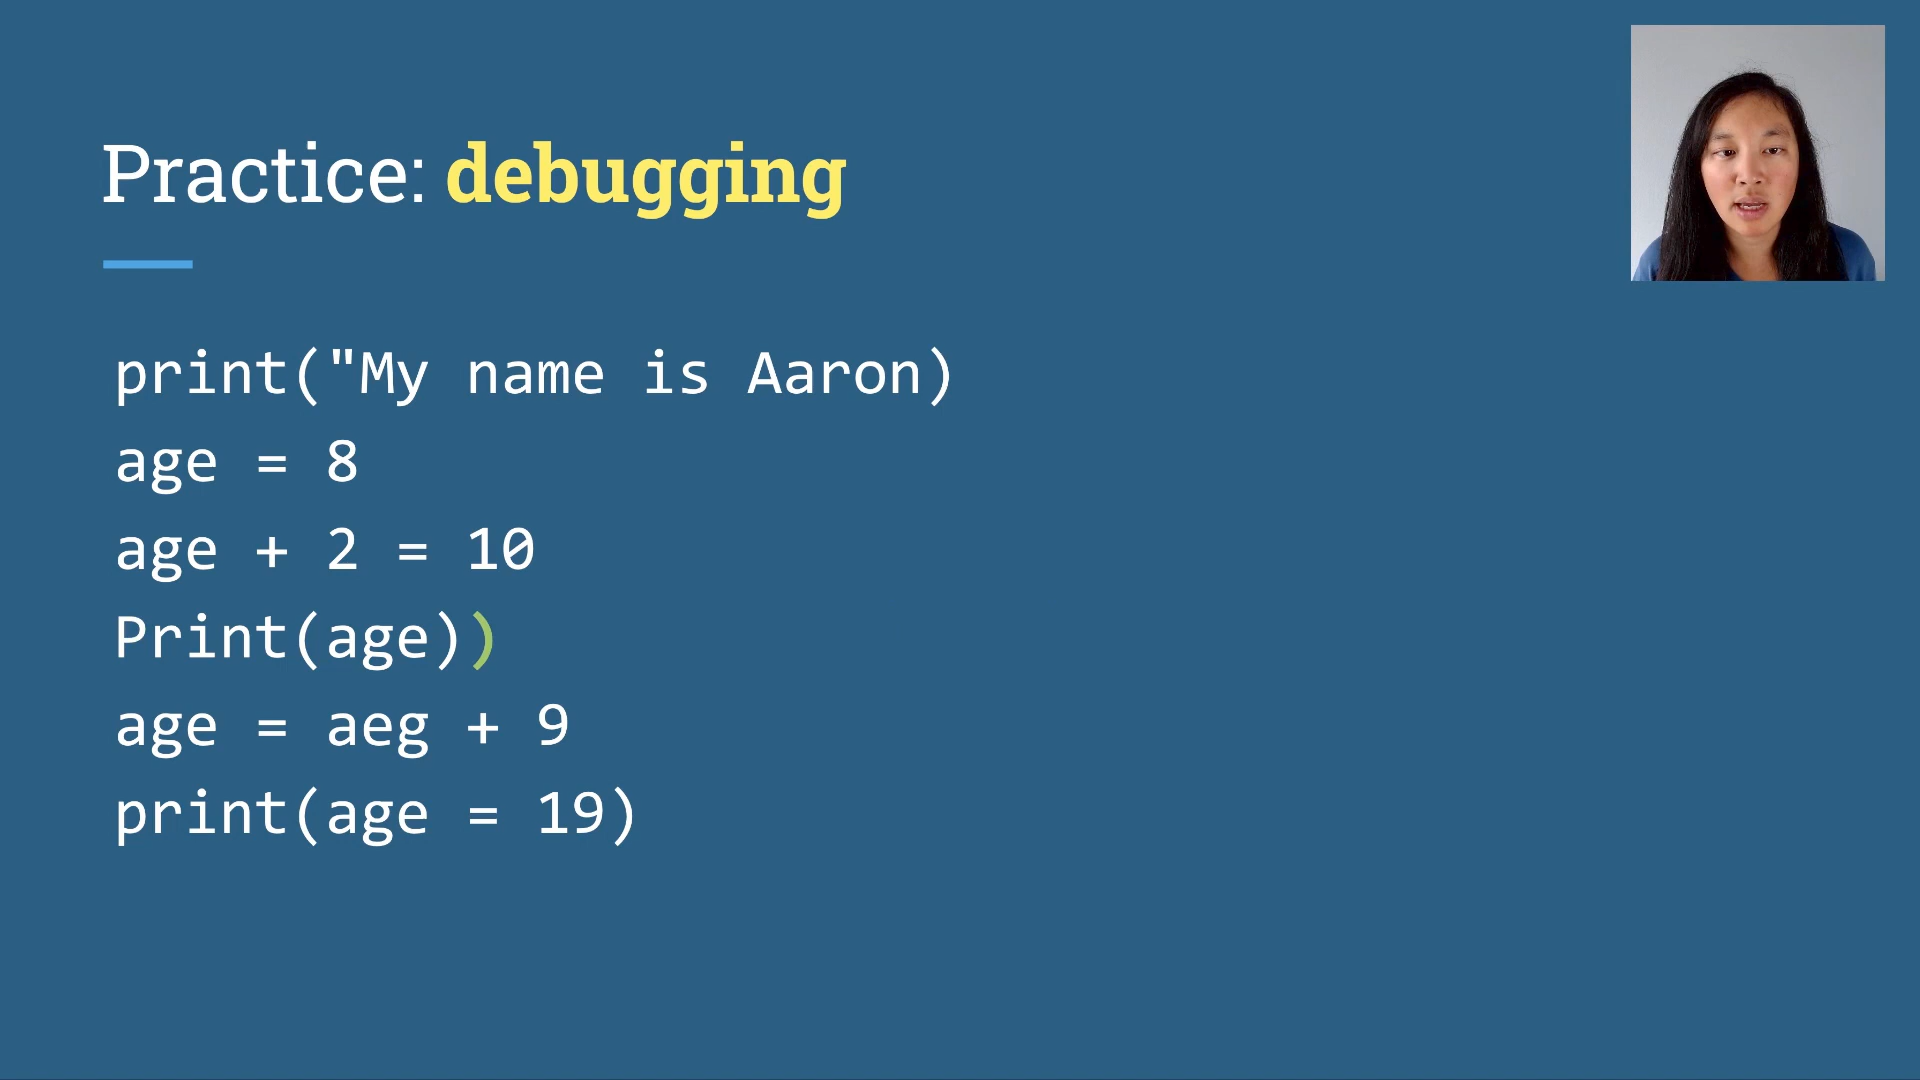 Practice: debugging
print("My name is Aaron)
age = 8
age + 2 = 10
Print(age))
age = aeg + 9
print(age = 19)